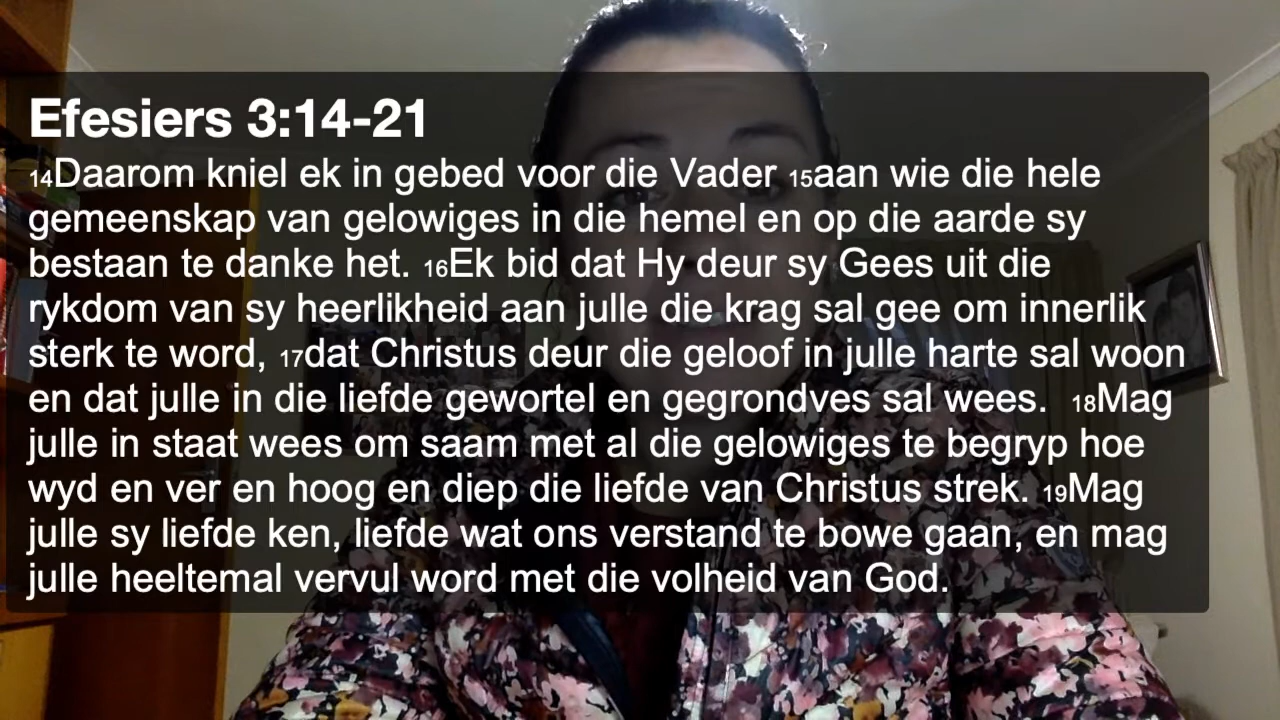 Efesiers 3:14-21
14Daarom kniel ek in gebed voor die Vader 15aan wie die hele
gemeenskap van gelowiges in die hemel en op die aarde sy
bestaan te danke het. 16Ek bid dat Hy deur sy Gees uit die
rykdom van sy heerlikheid aan julle die krag sal gee om innerlik
sterk te word, 17dat Christus deur die geloof in julle harte sal woon
en dat julle in die liefde gewortel en gegrondves sal wees.  18Mag
julle in staat wees om saam met al die gelowiges te begryp hoe
wyd en ver en hoog en diep die liefde van Christus strek. 19Mag
julle sy liefde ken, liefde wat ons verstand te bowe gaan, en mag
julle heeltemal vervul word met die volheid van God.